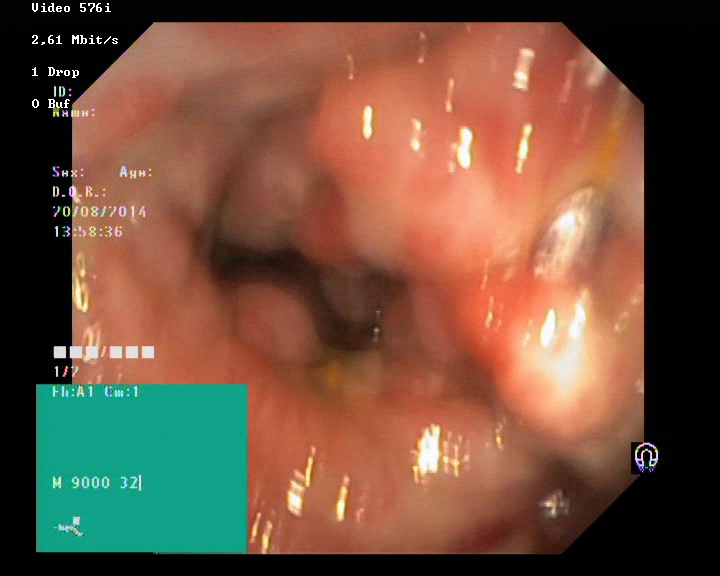 Video 576i
2,61 Mbit/s
1 Drop
0 Buf
ID:
Name:
Sex: Age:
D.O.B.:
20/08/2014
13:58:36
■■■/■■■
1/7
Ph:A1 Cm:1
M 9000 32